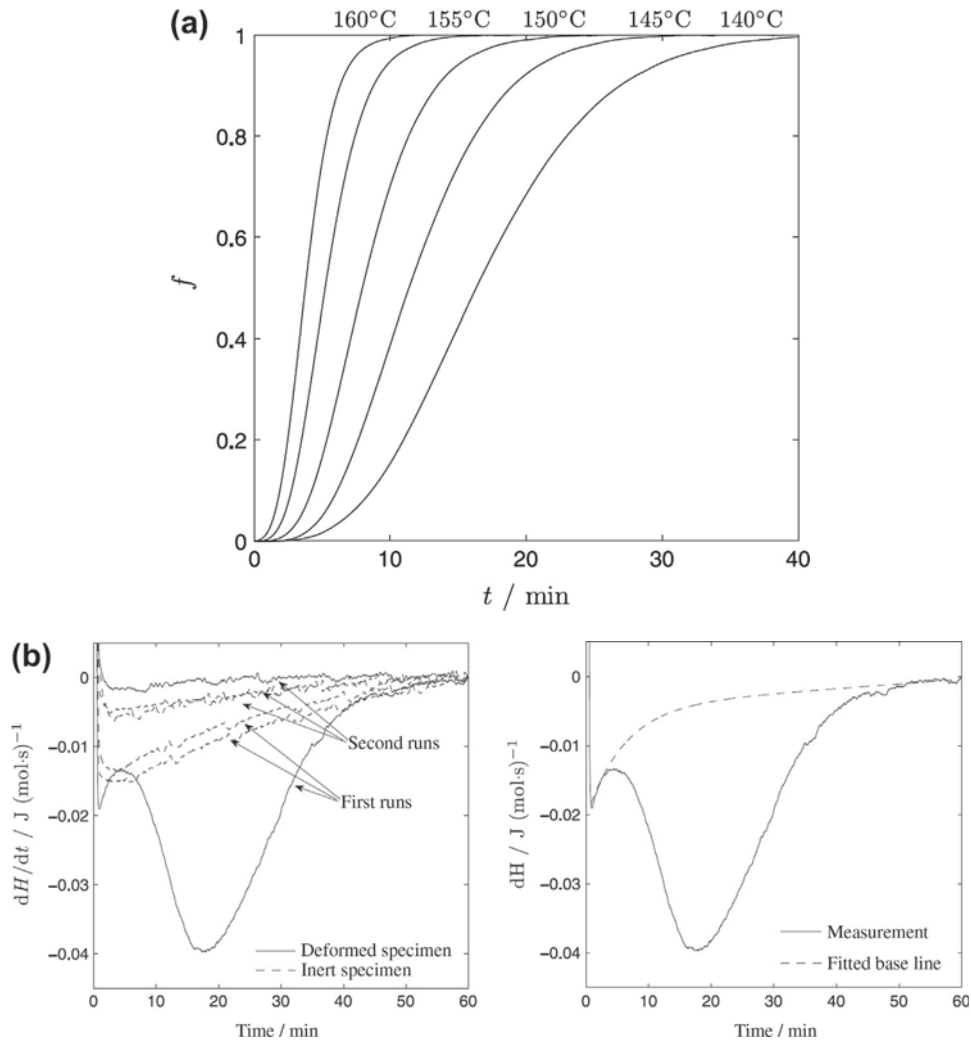 (a)
160°C 155°C 150°C 145°C 140°C
1
0.8
0.6
0.4
0.2
0
f
0 10 20 30 40
t / min
(b)
0
−0.01
−0.02
−0.03
−0.04
dH/dt / J (mol·s)⁻¹
Second runs
First runs
Deformed specimen
Inert specimen
0 10 20 30 40 50 60
Time / min
0
−0.01
−0.02
−0.03
−0.04
dH / J (mol·s)⁻¹
Measurement
Fitted base line
0 10 20 30 40 50 60
Time / min